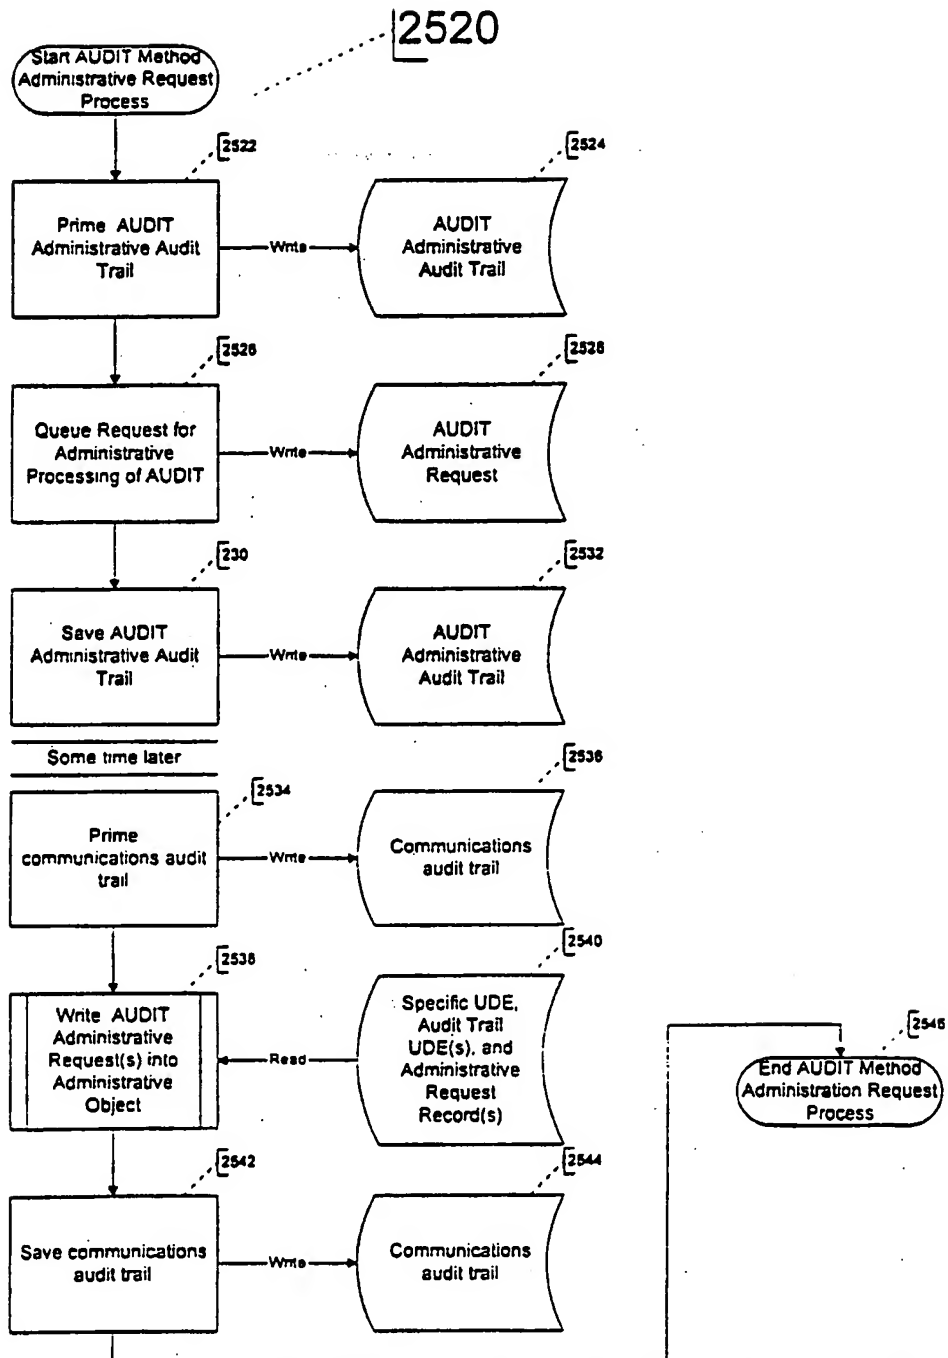 2520
Start AUDIT Method
Administrative Request
Process
2522
2524
Prime AUDIT
Administrative Audit
Trail
Write
AUDIT
Administrative
Audit Trail
2526
2528
Queue Request for
Administrative
Processing of AUDIT
Write
AUDIT
Administrative
Request
230
2532
Save AUDIT
Administrative Audit
Trail
Write
AUDIT
Administrative
Audit Trail
Some time later
2534
2536
Prime
communications audit
trail
Write
Communications
audit trail
2538
2540
Write AUDIT
Administrative
Request(s) into
Administrative
Object
Read
Specific UDE,
Audit Trail
UDE(s), and
Administrative
Request
Record(s)
2546
End AUDIT Method
Administration Request
Process
2542
2544
Save communications
audit trail
Write
Communications
audit trail